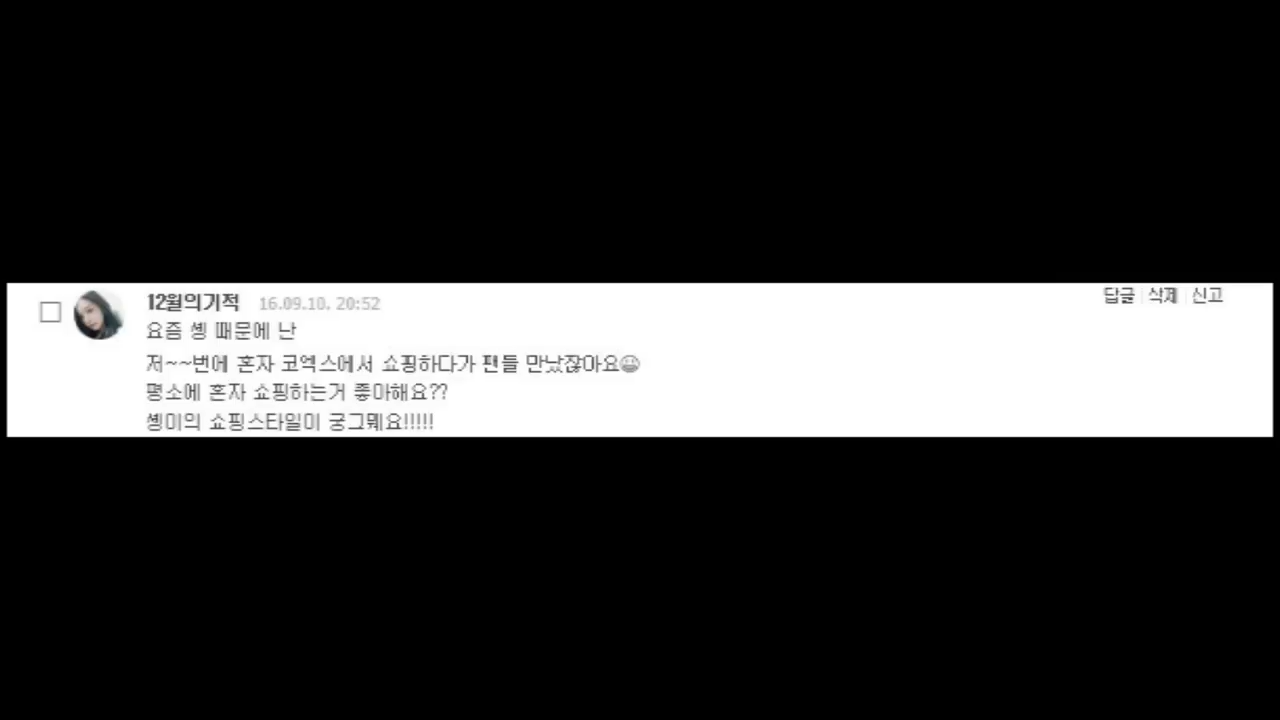 12월의기적 16.09.10. 20:52
답글 삭제 신고
요즘 솅 때문에 난
저~~번에 혼자 코엑스에서 쇼핑하다가 팬들 만났잖아요😀
평소에 혼자 쇼핑하는거 좋아해요??
솅이의 쇼핑스타일이 궁그뭬요!!!!!